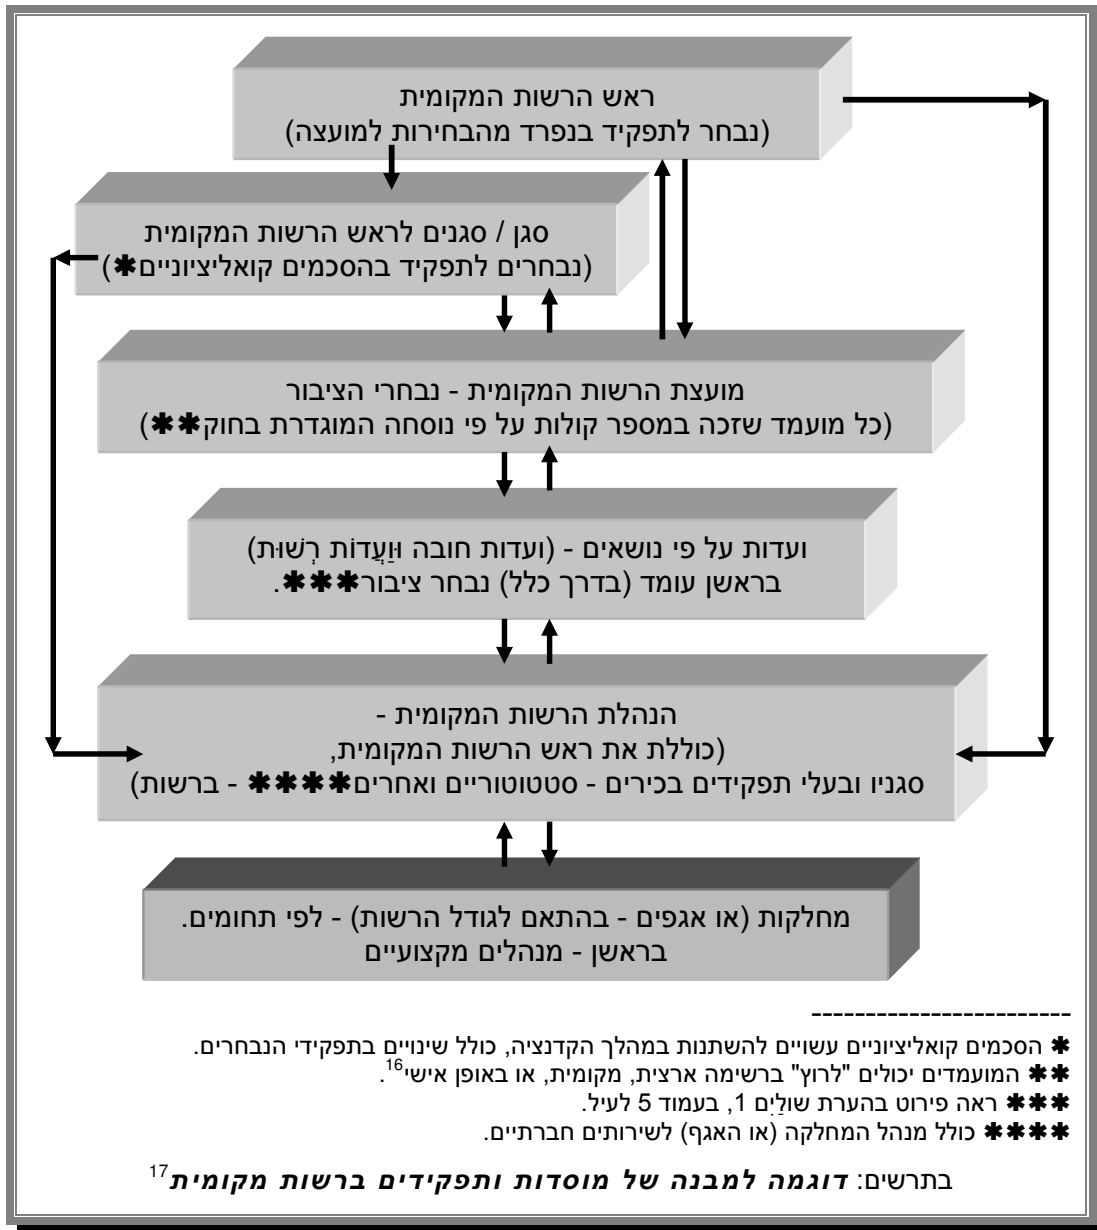 ראש הרשות המקומית
(נבחר לתפקיד בנפרד מהבחירות למועצה)
סגן / סגנים לראש הרשות המקומית
(נבחרים לתפקיד בהסכמים קואליציוניים✱)
מועצת הרשות המקומית - נבחרי הציבור
(כל מועמד שזכה במספר קולות על פי נוסחה המוגדרת בחוק✱✱)
ועדות על פי נושאים - (ועדות חובה וּוַעֲדוֹת רְשׁוּת)
בראשן עומד (בדרך כלל) נבחר ציבור✱✱✱.
הנהלת הרשות המקומית -
(כוללת את ראש הרשות המקומית,
סגניו ובעלי תפקידים בכירים - סטטוטוריים ואחרים✱✱✱✱ - ברשות)
מחלקות (או אגפים - בהתאם לגודל הרשות) - לפי תחומים.
בראשן - מנהלים מקצועיים
------------------------
✱ הסכמים קואליציוניים עשויים להשתנות במהלך הקדנציה, כולל שינויים בתפקידי הנבחרים.
✱✱ המועמדים יכולים "לרוץ" ברשימה ארצית, מקומית, או באופן אישי16.
✱✱✱ ראה פירוט בהערת שולַיִם 1, בעמוד 5 לעיל.
✱✱✱✱ כולל מנהל המחלקה (או האגף) לשירותים חברתיים.
בתרשים: דוגמה למבנה של מוסדות ותפקידים ברשות מקומית17